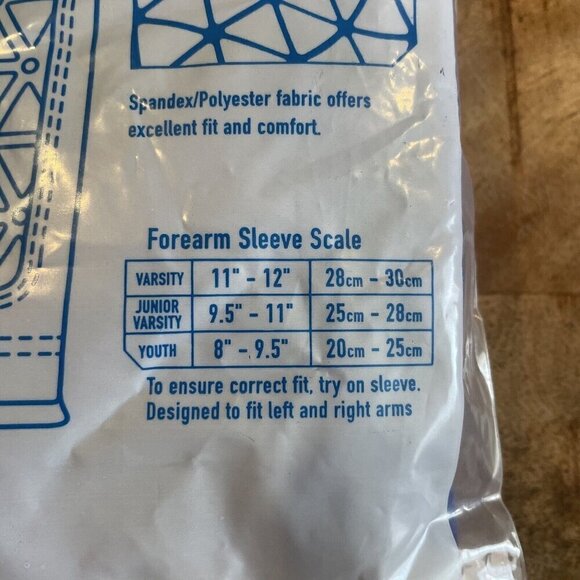 Spandex/Polyester fabric offers
excellent fit and comfort.
Forearm Sleeve Scale
VARSITY 11" - 12" 28cm - 30cm
JUNIOR VARSITY 9.5" - 11" 25cm - 28cm
YOUTH 8" - 9.5" 20cm - 25cm
To ensure correct fit, try on sleeve.
Designed to fit left and right arms